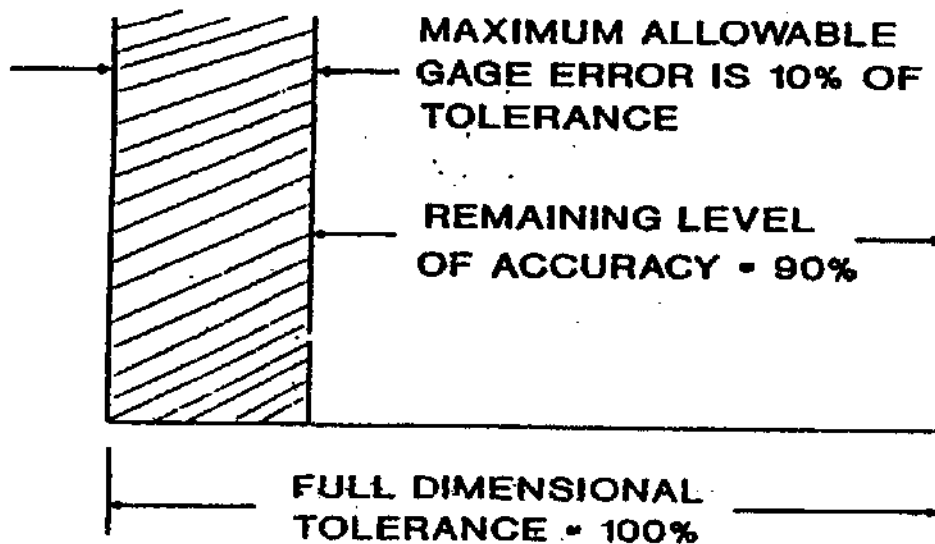 MAXIMUM ALLOWABLE
GAGE ERROR IS 10% OF
TOLERANCE
REMAINING LEVEL
OF ACCURACY = 90%
FULL DIMENSIONAL
TOLERANCE = 100%